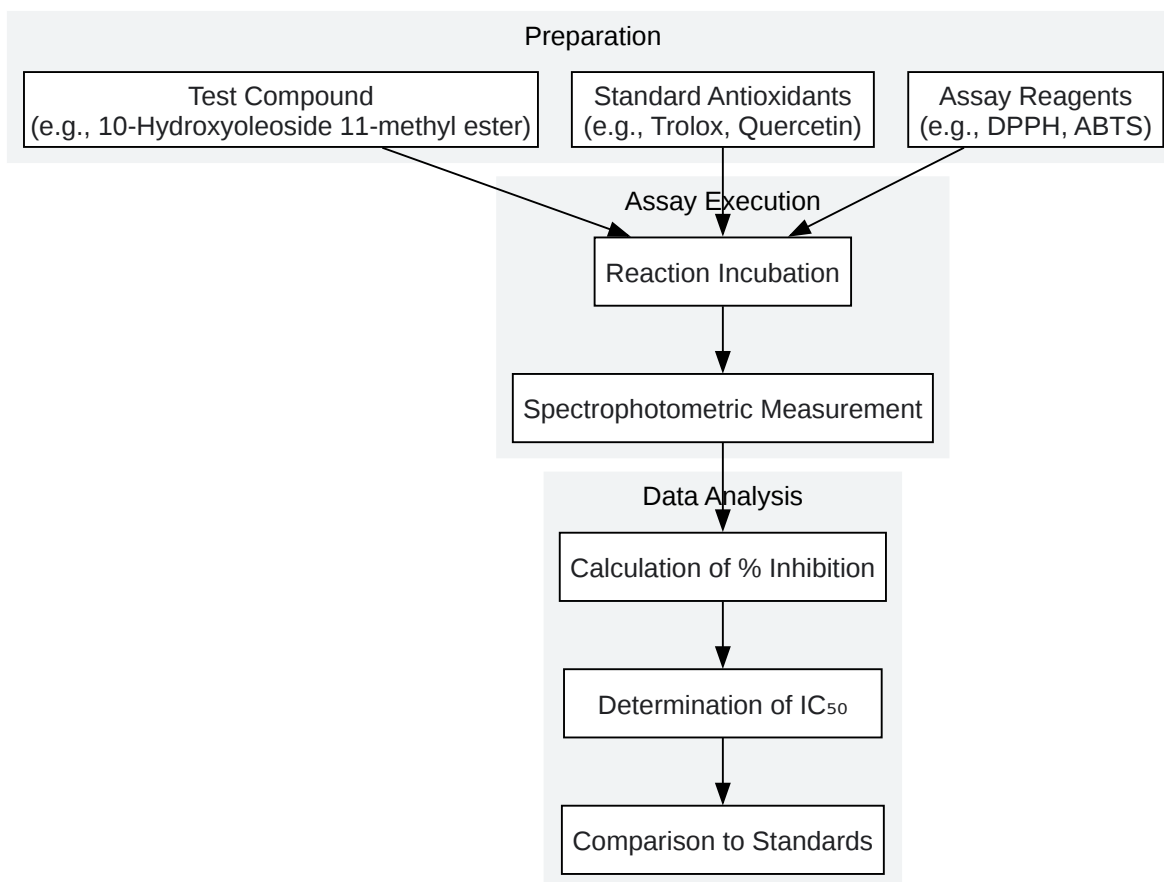 Preparation
Test Compound
(e.g., 10-Hydroxyoleoside 11-methyl ester)
Standard Antioxidants
(e.g., Trolox, Quercetin)
Assay Reagents
(e.g., DPPH, ABTS)
Assay Execution
Reaction Incubation
Spectrophotometric Measurement
Data Analysis
Calculation of % Inhibition
Determination of IC₅₀
Comparison to Standards